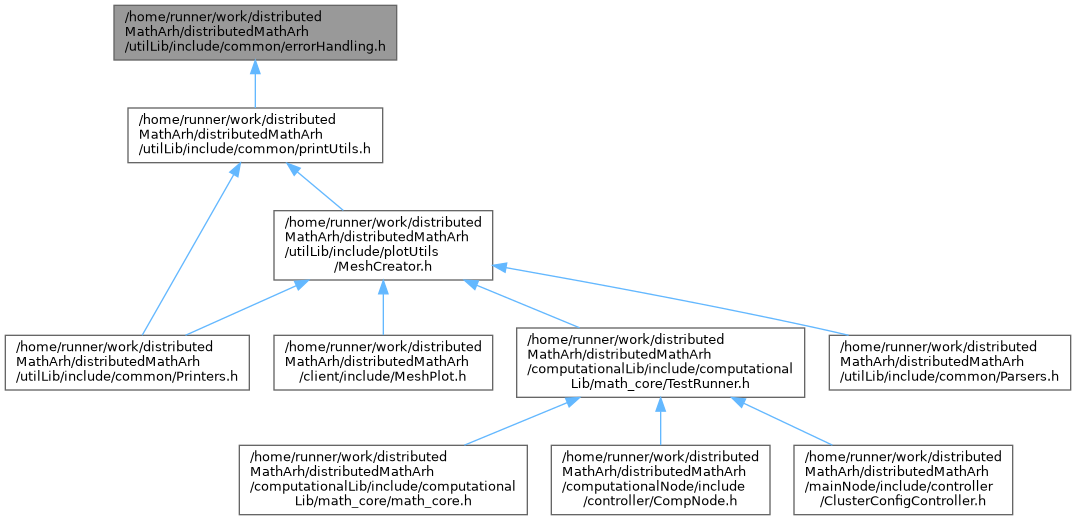 /home/runner/work/distributed
MathArh/distributedMathArh
/utilLib/include/common/errorHandling.h
/home/runner/work/distributed
MathArh/distributedMathArh
/utilLib/include/common/printUtils.h
/home/runner/work/distributed
MathArh/distributedMathArh
/utilLib/include/plotUtils
/MeshCreator.h
/home/runner/work/distributed
MathArh/distributedMathArh
/utilLib/include/common/Printers.h
/home/runner/work/distributed
MathArh/distributedMathArh
/client/include/MeshPlot.h
/home/runner/work/distributed
MathArh/distributedMathArh
/computationalLib/include/computational
Lib/math_core/TestRunner.h
/home/runner/work/distributed
MathArh/distributedMathArh
/utilLib/include/common/Parsers.h
/home/runner/work/distributed
MathArh/distributedMathArh
/computationalLib/include/computational
Lib/math_core/math_core.h
/home/runner/work/distributed
MathArh/distributedMathArh
/computationalNode/include
/controller/CompNode.h
/home/runner/work/distributed
MathArh/distributedMathArh
/mainNode/include/controller
/ClusterConfigController.h